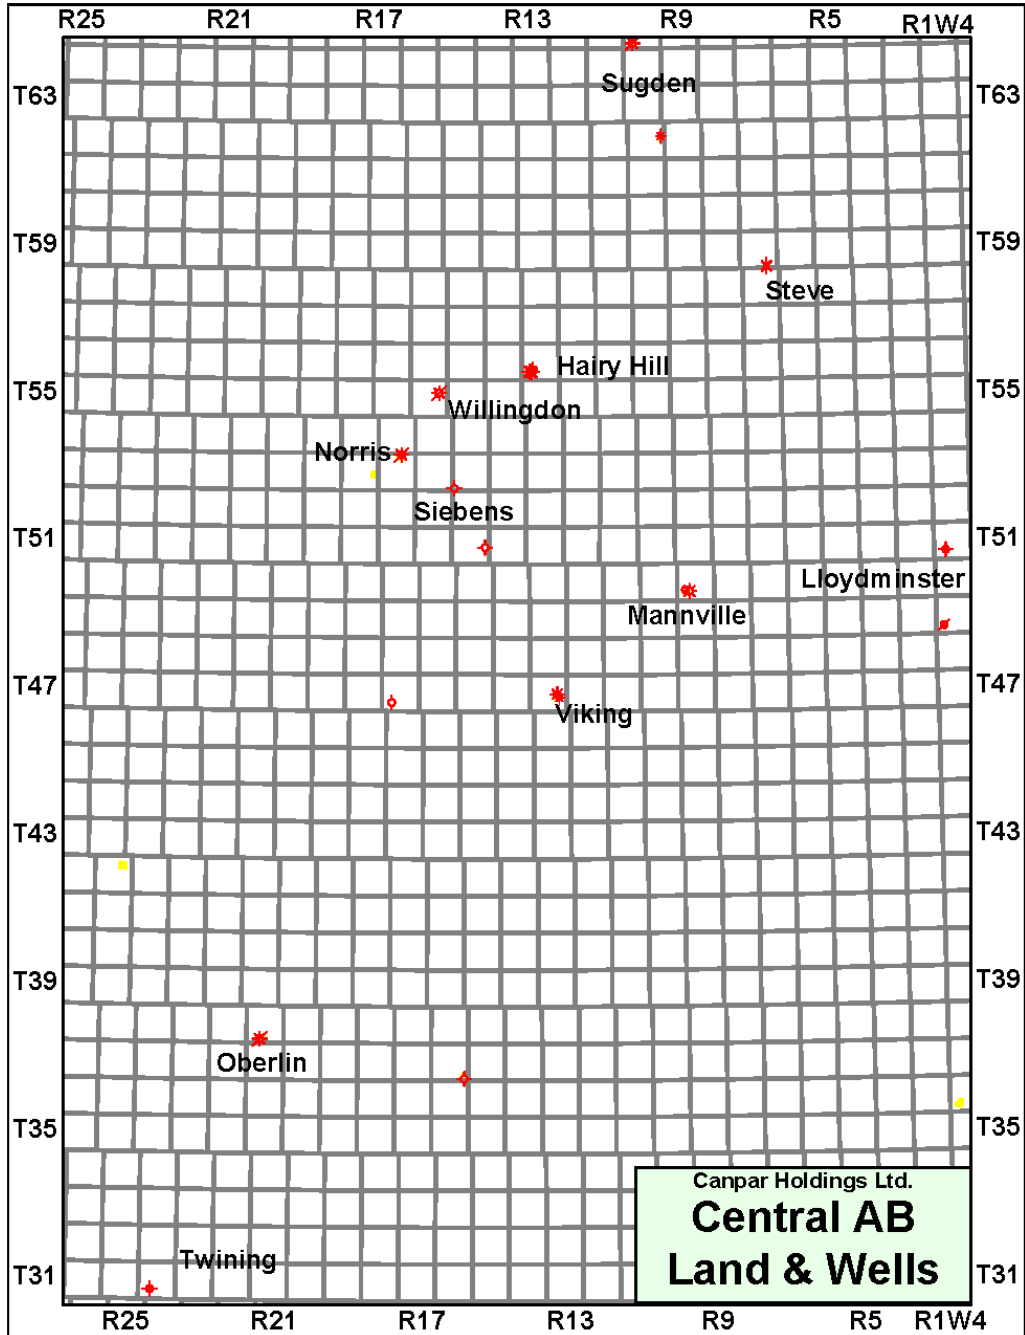 R25 R21 R17 R13 R9 R5 R1W4
Sugden
T63 T63
T59 T59
Steve
Hairy Hill
T55 T55
Willingdon
Norris
Siebens
T51 T51
Lloydminster
Mannville
T47 T47
Viking
T43 T43
T39 T39
Oberlin
T35 T35
Canpar Holdings Ltd.
Central AB
Land & Wells
Twining
T31 T31
R25 R21 R17 R13 R9 R5 R1W4